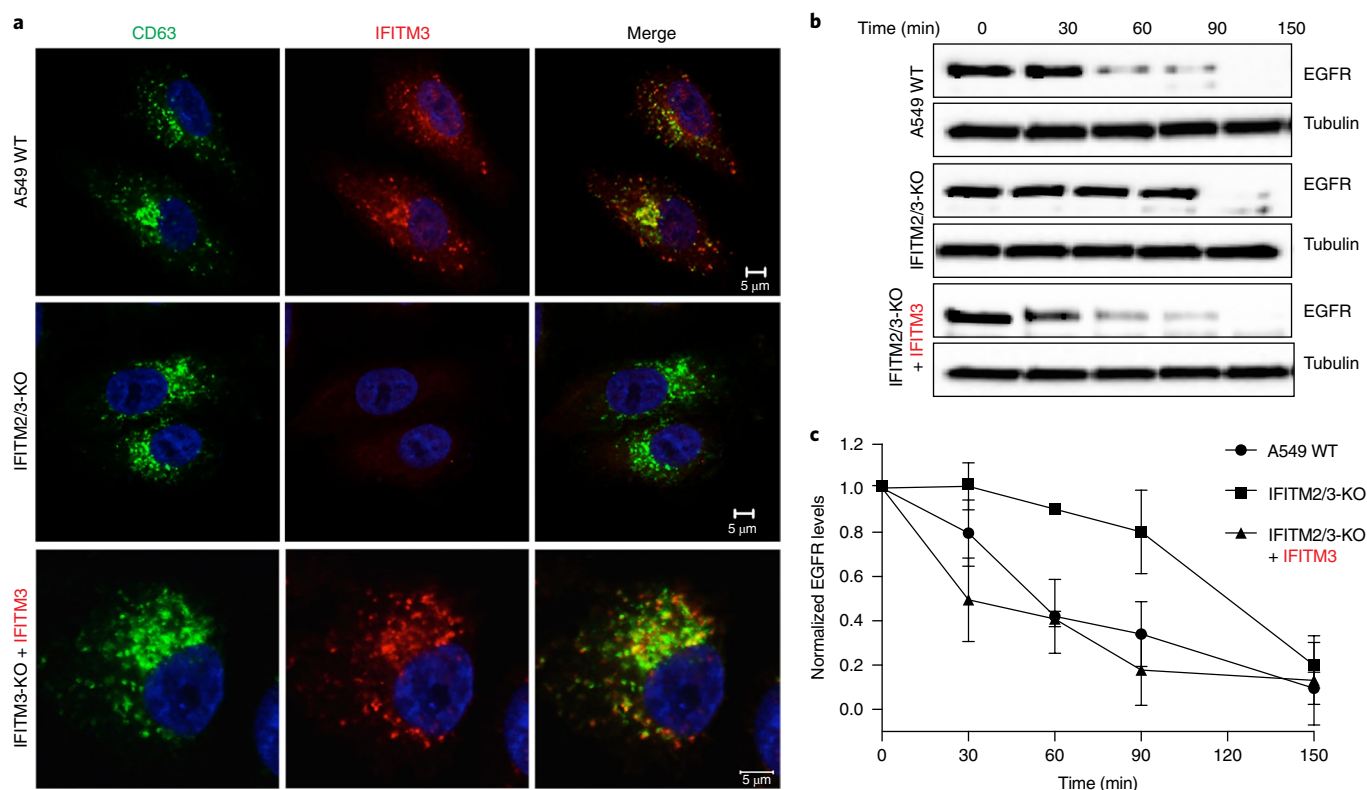 a
CD63
IFITM3
Merge
A549 WT
5 µm
IFITM2/3-KO
5 µm
IFITM3-KO + IFITM3
5 µm
b
Time (min) 0 30 60 90 150
A549 WT
EGFR
Tubulin
IFITM2/3-KO
EGFR
Tubulin
IFITM2/3-KO
+ IFITM3
EGFR
Tubulin
c
Normalized EGFR levels
1.2
1.0
0.8
0.6
0.4
0.2
0.0
0 30 60 90 120 150
Time (min)
A549 WT
IFITM2/3-KO
IFITM2/3-KO
+ IFITM3